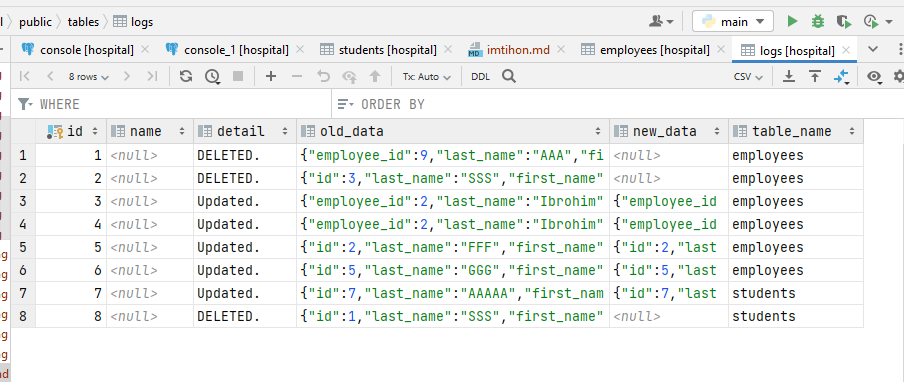 l › public › tables › logs
main
console [hospital] console_1 [hospital] students [hospital] imtihon.md employees [hospital] logs [hospital]
8 rows Tx: Auto DDL CSV
WHERE ORDER BY
id name detail old_data new_data table_name
1 1 <null> DELETED. {"employee_id":9,"last_name":"AAA","fi <null> employees
2 2 <null> DELETED. {"id":3,"last_name":"SSS","first_name" <null> employees
3 3 <null> Updated. {"employee_id":2,"last_name":"Ibrohim" {"employee_id employees
4 4 <null> Updated. {"employee_id":2,"last_name":"Ibrohim" {"employee_id employees
5 5 <null> Updated. {"id":2,"last_name":"FFF","first_name" {"id":2,"last employees
6 6 <null> Updated. {"id":5,"last_name":"GGG","first_name" {"id":5,"last employees
7 7 <null> Updated. {"id":7,"last_name":"AAAAA","first_nam {"id":7,"last students
8 8 <null> DELETED. {"id":1,"last_name":"SSS","first_name" <null> students